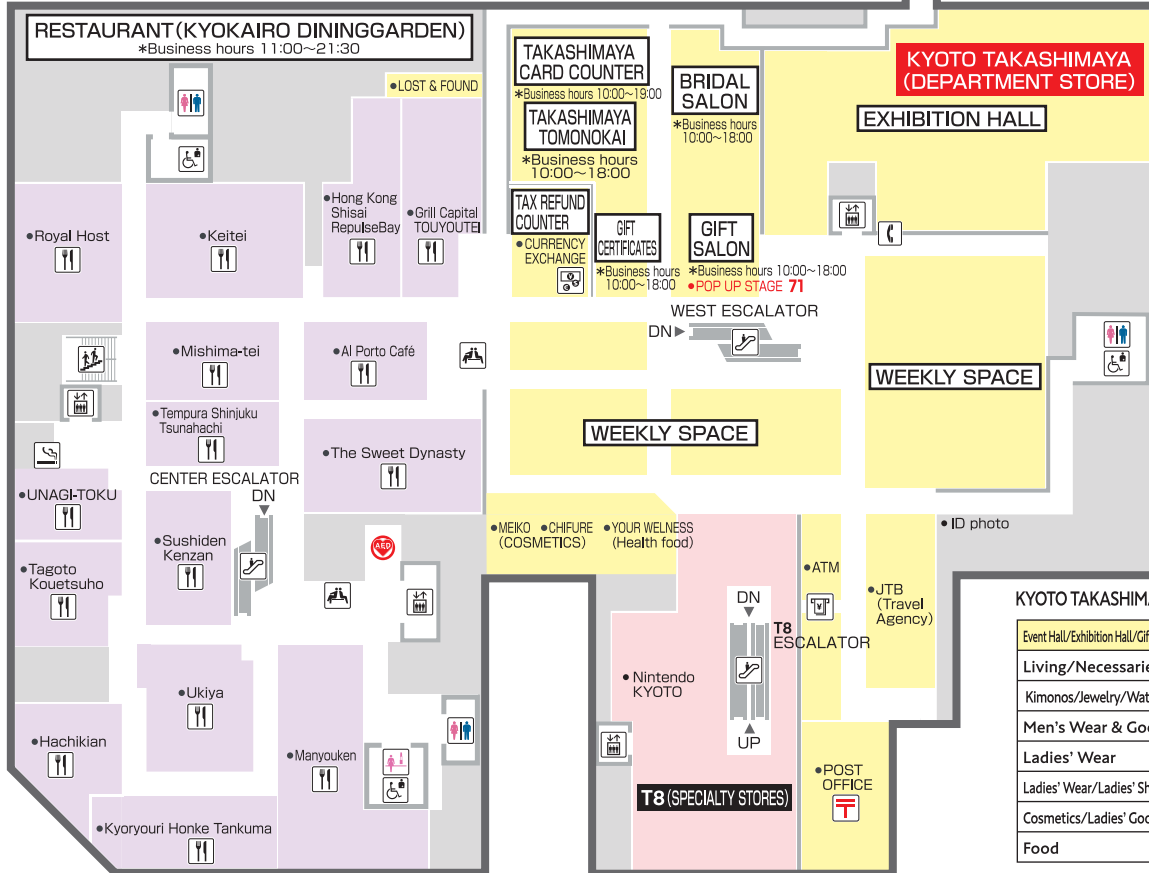 RESTAURANT(KYOKAIRO DININGGARDEN)
*Business hours 11:00~21:30
•LOST & FOUND
TAKASHIMAYA
CARD COUNTER
*Business hours 10:00~19:00
TAKASHIMAYA
TOMONOKAI
*Business hours
10:00~18:00
BRIDAL
SALON
*Business hours
10:00~18:00
KYOTO TAKASHIMAYA
(DEPARTMENT STORE)
EXHIBITION HALL
•Royal Host
•Keitei
•Hong Kong
Shisai
RepulseBay
•Grill Capital
TOUYOUTEI
TAX REFUND
COUNTER
•CURRENCY
EXCHANGE
GIFT
CERTIFICATES
*Business hours
10:00~18:00
GIFT
SALON
*Business hours 10:00~18:00
•POP UP STAGE 71
WEST ESCALATOR
DN
•Mishima-tei
•Al Porto Café
WEEKLY SPACE
•Tempura Shinjuku
Tsunahachi
•The Sweet Dynasty
WEEKLY SPACE
CENTER ESCALATOR
DN
•UNAGI-TOKU
•Sushiden
Kenzan
AED
•MEIKO •CHIFURE
(COSMETICS)
•YOUR WELNESS
(Health food)
•ID photo
•Tagoto
Kouetsuho
•ATM
¥
•JTB
(Travel
Agency)
DN
T8
ESCALATOR
UP
•Nintendo
KYOTO
•Ukiya
•Hachikian
•Manyouken
•Kyoryouri Honke Tankuma
T8(SPECIALTY STORES)
•POST
OFFICE
〒
KYOTO TAKASHIMA
Event Hall/Exhibition Hall/Gif
Living/Necessarie
Kimonos/Jewelry/Wat
Men's Wear & Goo
Ladies' Wear
Ladies' Wear/Ladies' Sh
Cosmetics/Ladies' Goo
Food